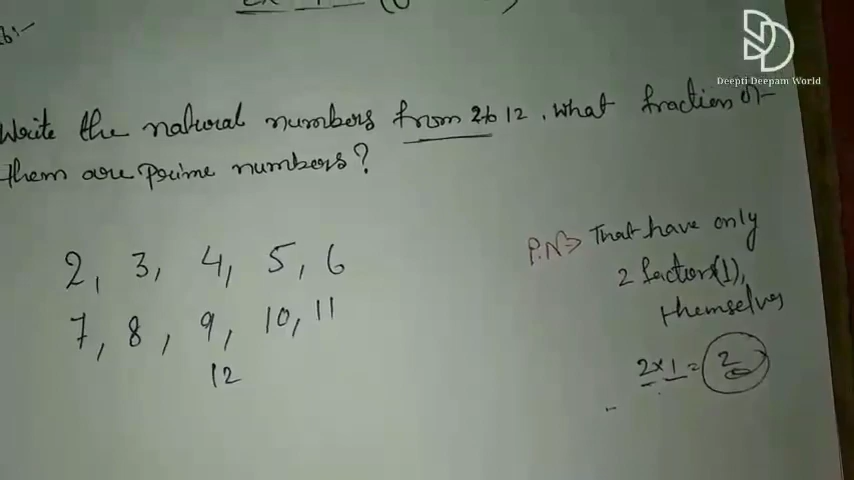 Deepti Deepam World
Write the natural numbers from 2 to 12. what fraction of
them are prime numbers?
2, 3, 4, 5, 6
7, 8, 9, 10, 11
12
P.N⇒ That have only
2 factors(1),
themselves
2×1=2